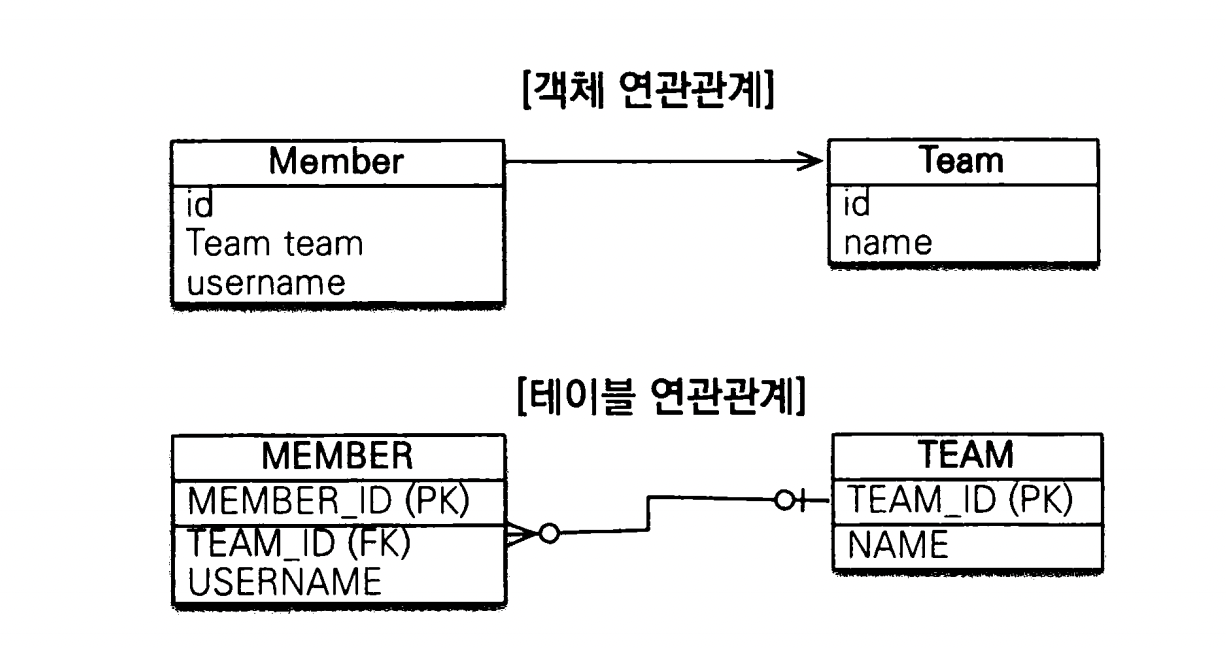 [객체 연관관계]
Member
id
Team team
username
Team
id
name
[테이블 연관관계]
MEMBER
MEMBER_ID (PK)
TEAM_ID (FK)
USERNAME
TEAM
TEAM_ID (PK)
NAME